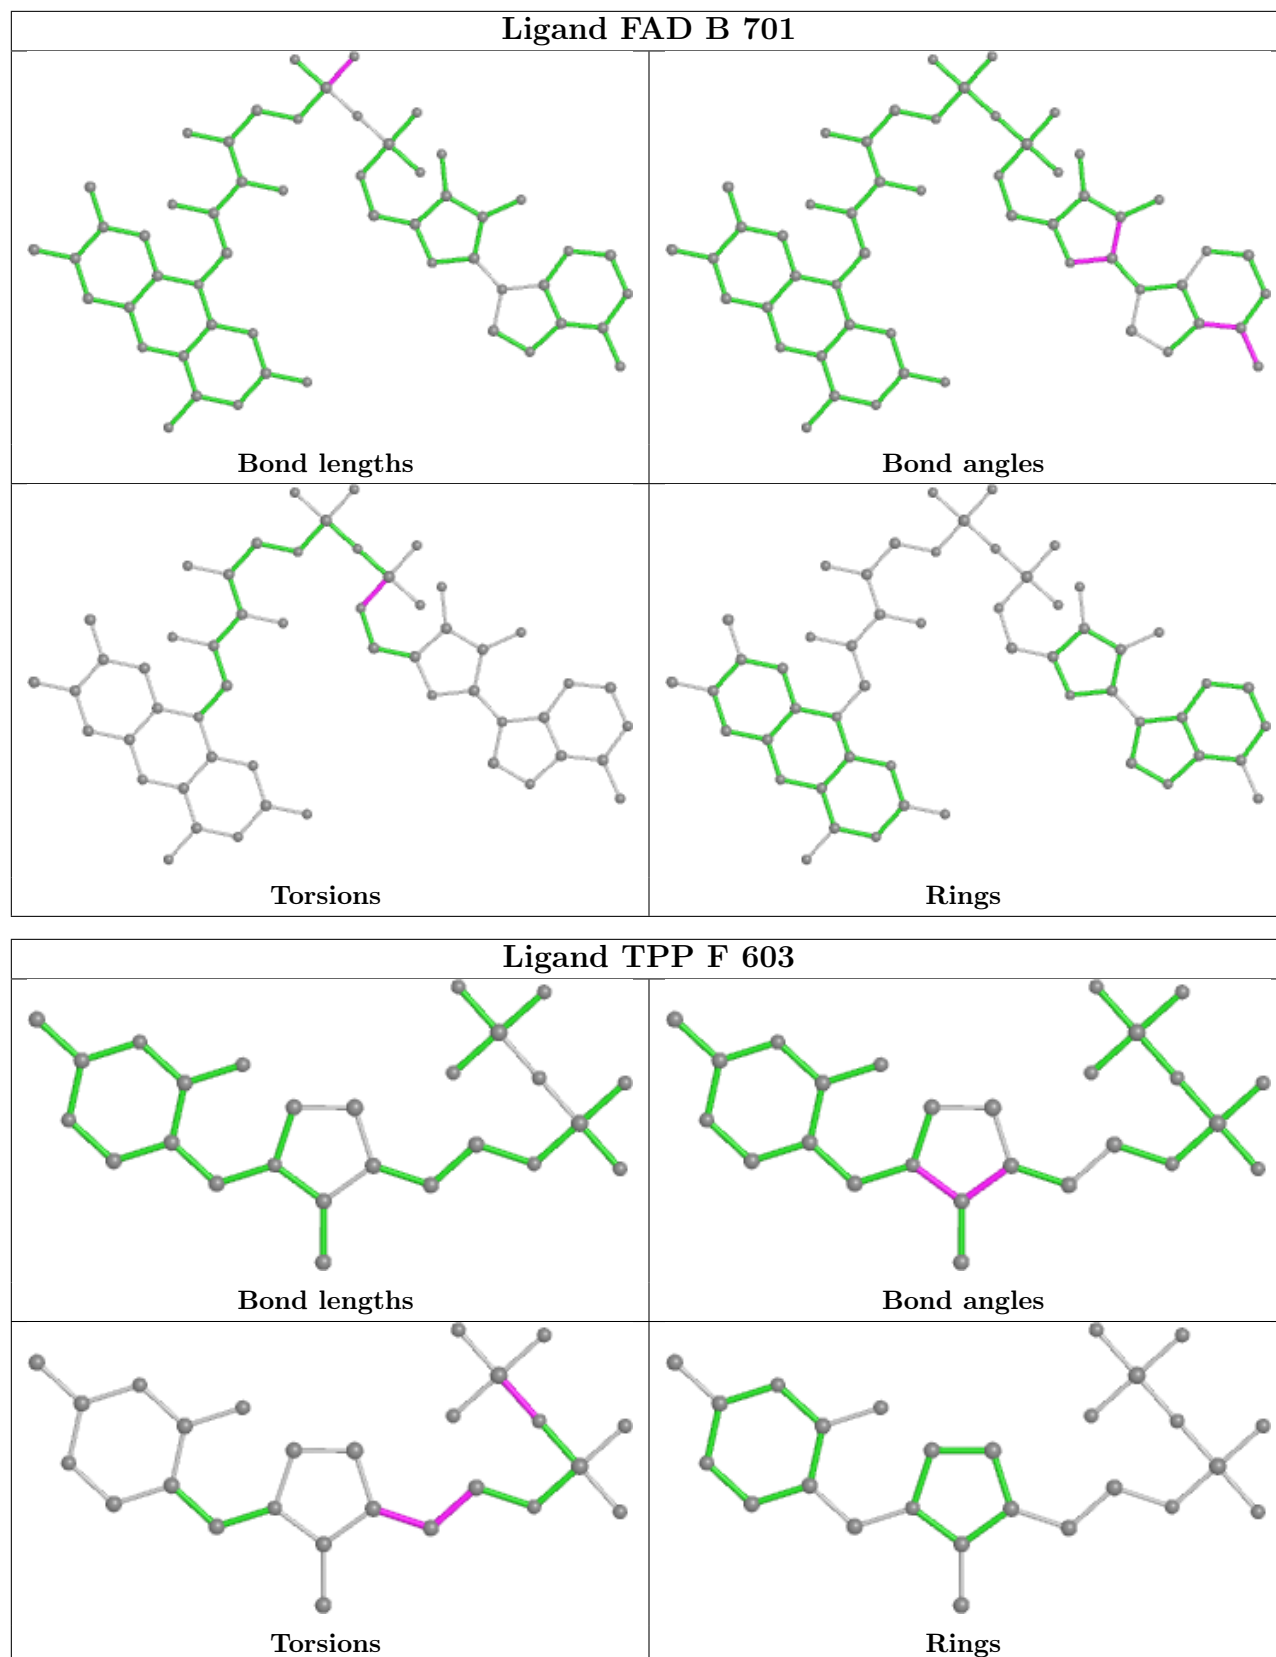 Ligand FAD B 701
Bond lengths
Bond angles
Torsions
Rings
Ligand TPP F 603
Bond lengths
Bond angles
Torsions
Rings